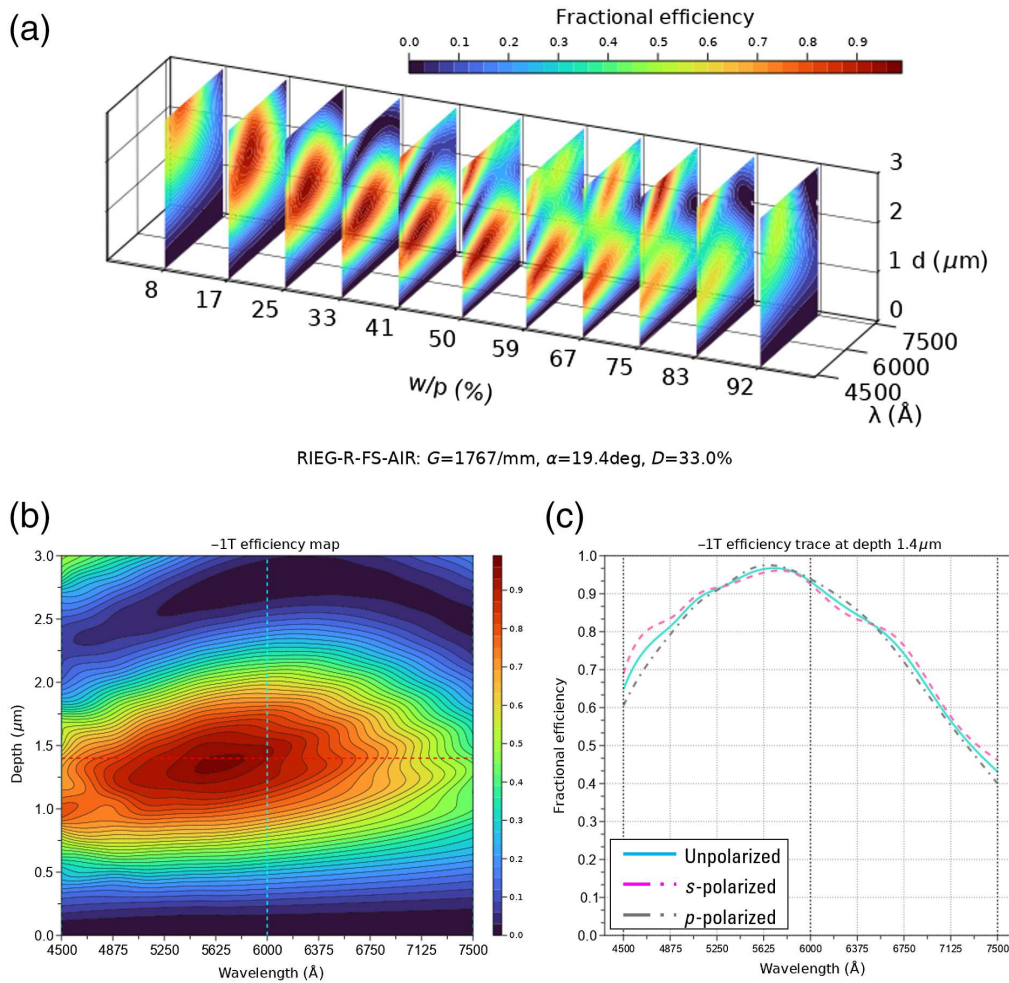 (a)
Fractional efficiency
0.0 0.1 0.2 0.3 0.4 0.5 0.6 0.7 0.8 0.9
3
2
1 d (μm)
0
8 17 25 33 41 50 59 67 75 83 92
7500
6000
4500
w/p (%)
λ (Å)
RIEG-R-FS-AIR: G=1767/mm, α=19.4deg, D=33.0%
(b)
−1T efficiency map
3.0
2.5
2.0
1.5
1.0
0.5
0.0
Depth (μm)
4500 4875 5250 5625 6000 6375 6750 7125 7500
Wavelength (Å)
0.9
0.8
0.7
0.6
0.5
0.4
0.3
0.2
0.1
0.0
(c)
−1T efficiency trace at depth 1.4μm
1.0
0.9
0.8
0.7
0.6
0.5
0.4
0.3
0.2
0.1
0.0
Fractional efficiency
Unpolarized
s-polarized
p-polarized
4500 4875 5250 5625 6000 6375 6750 7125 7500
Wavelength (Å)